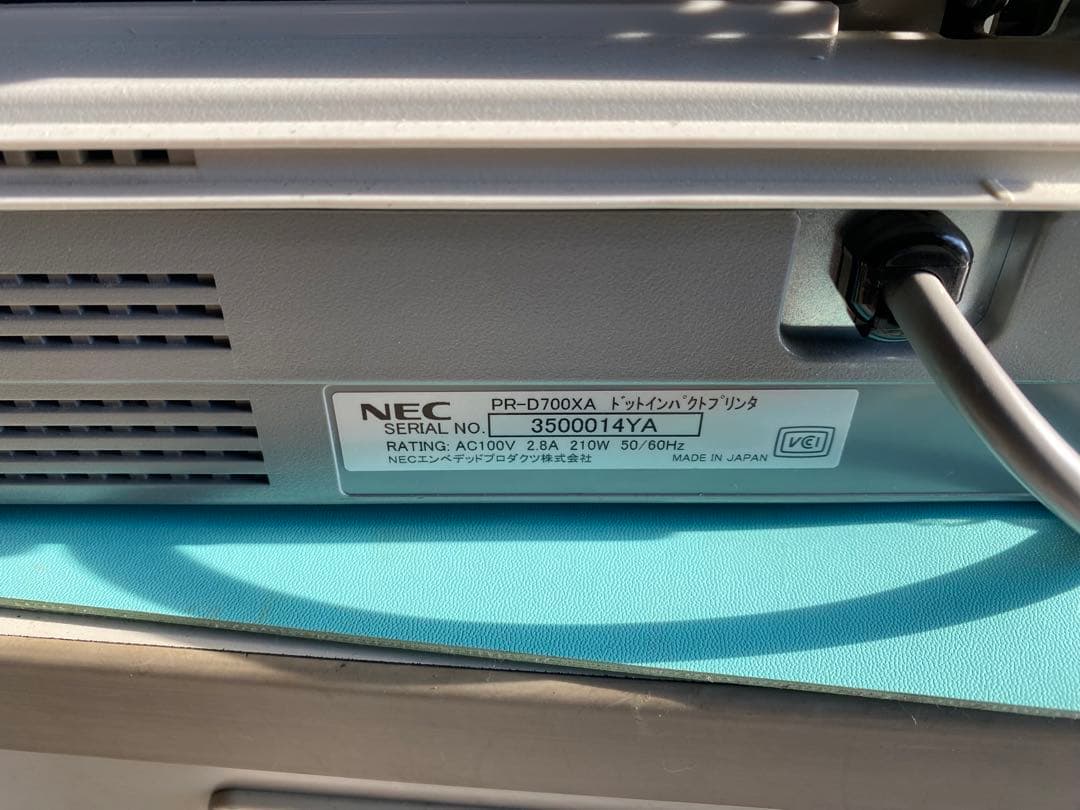 NEC PR-D700XA ﾄﾞｯﾄｲﾝﾊﾟｸﾄﾌﾟﾘﾝﾀ
SERIAL NO. 3500014YA
RATING: AC100V 2.8A 210W 50/60Hz
NECエンベデッドプロダクツ株式会社 MADE IN JAPAN
VCI